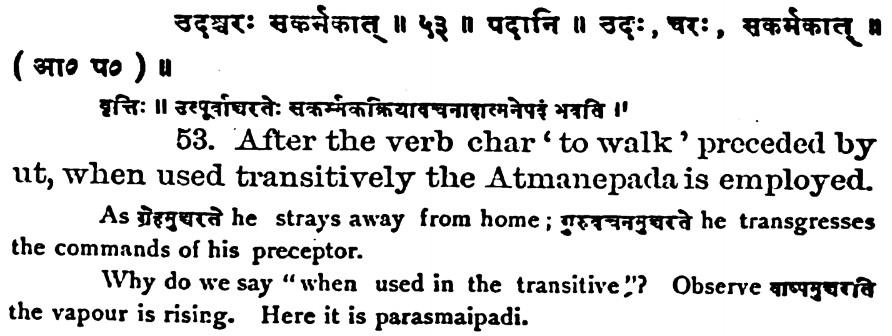 उदश्चरः सकर्मकात् ॥ ५३ ॥ पदानि ॥ उदः, चरः, सकर्मकात् ॥
( आ० प० ) ॥
वृत्तिः ॥ उत्पूर्वाच्चरतेः सकर्म्मकक्रियावचनादात्मनेपदं भवति ॥
53. After the verb char ‘ to walk ’ preceded by
ut, when used transitively the Atmanepada is employed.
As ग्रेहमुच्चरते he strays away from home ; गुरुवचनमुच्चरते he transgresses
the commands of his preceptor.
Why do we say "when used in the transitive"? Observe वाष्पमुच्चरति
the vapour is rising. Here it is parasmaipadi.